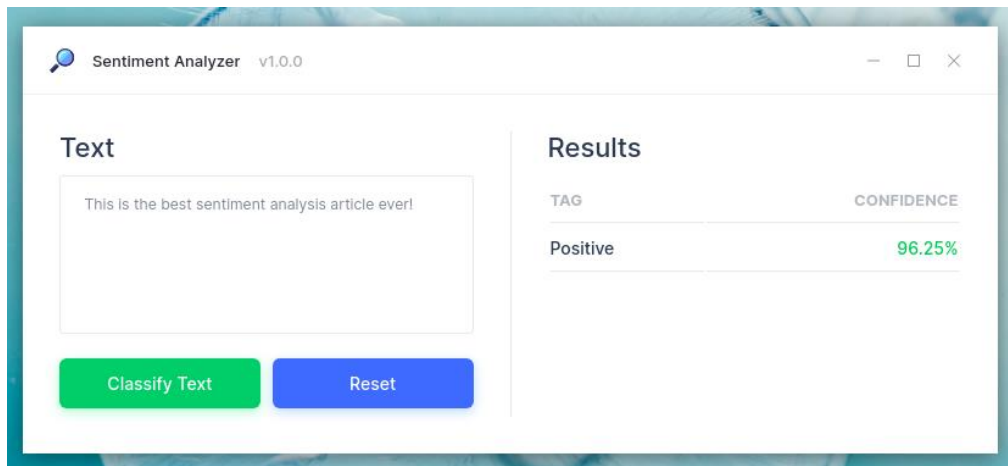 Sentiment Analyzer v1.0.0
Text
This is the best sentiment analysis article ever!
Classify Text Reset
Results
TAG CONFIDENCE
Positive 96.25%